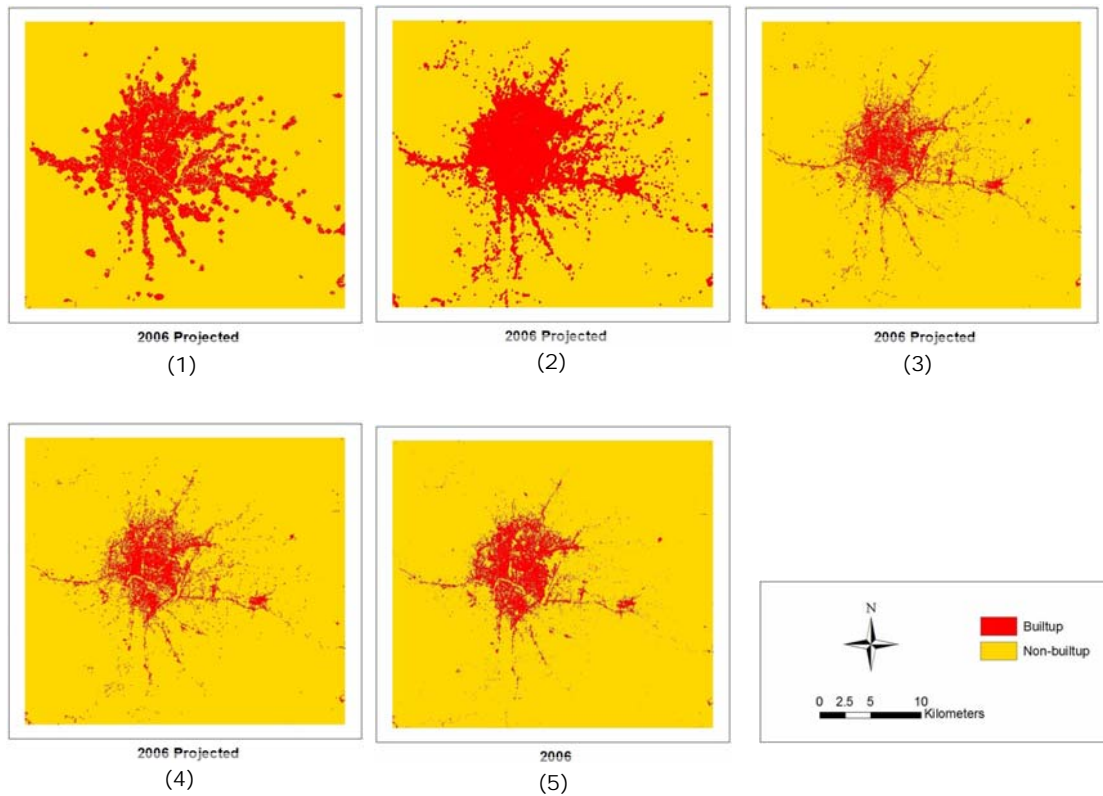 2006 Projected
(1)
2006 Projected
(2)
2006 Projected
(3)
2006 Projected
(4)
2006
(5)
N
Builtup
Non-builtup
0 2.5 5 10
Kilometers